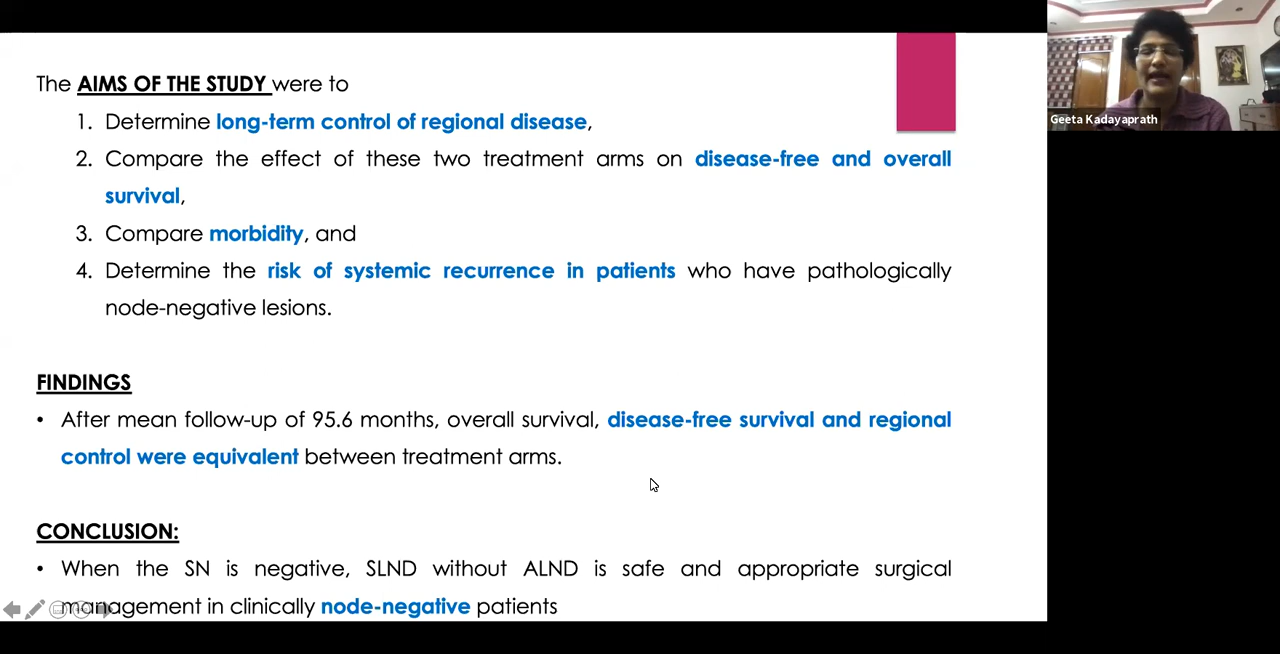 The AIMS OF THE STUDY were to
1. Determine long-term control of regional disease,
2. Compare the effect of these two treatment arms on disease-free and overall
survival,
3. Compare morbidity, and
4. Determine the risk of systemic recurrence in patients who have pathologically
node-negative lesions.
FINDINGS
• After mean follow-up of 95.6 months, overall survival, disease-free survival and regional
control were equivalent between treatment arms.
CONCLUSION:
• When the SN is negative, SLND without ALND is safe and appropriate surgical
management in clinically node-negative patients
Geeta Kadayaprath